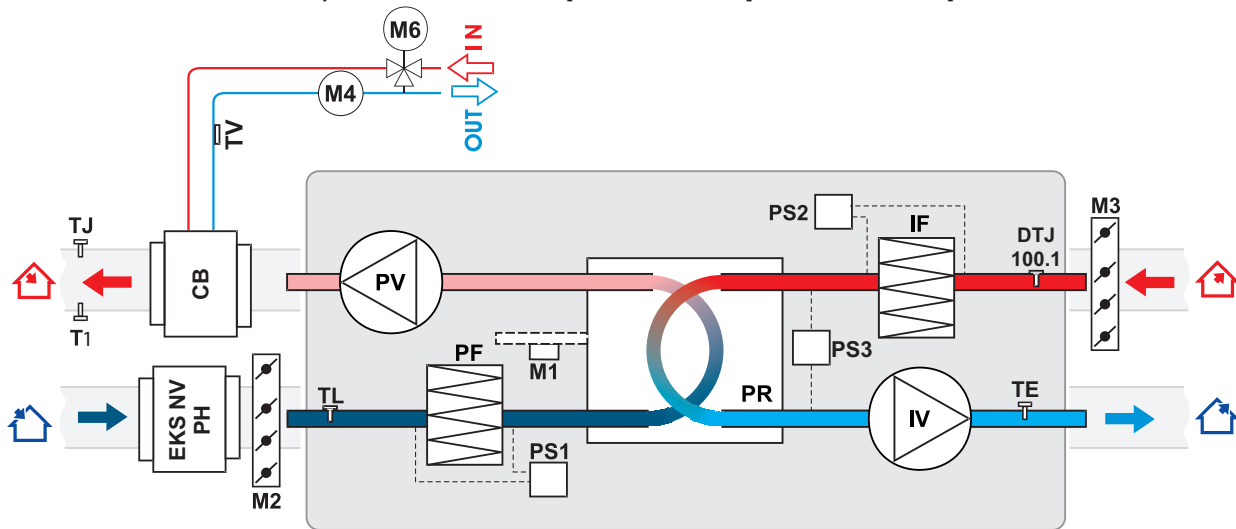 M6
IN
M4
OUT
TV
TJ
PS2
IF
M3
DTJ
100.1
CB
PV
T1
PF
M1
PS3
EKS NV
PH
TL
PR
IV
TE
PS1
M2